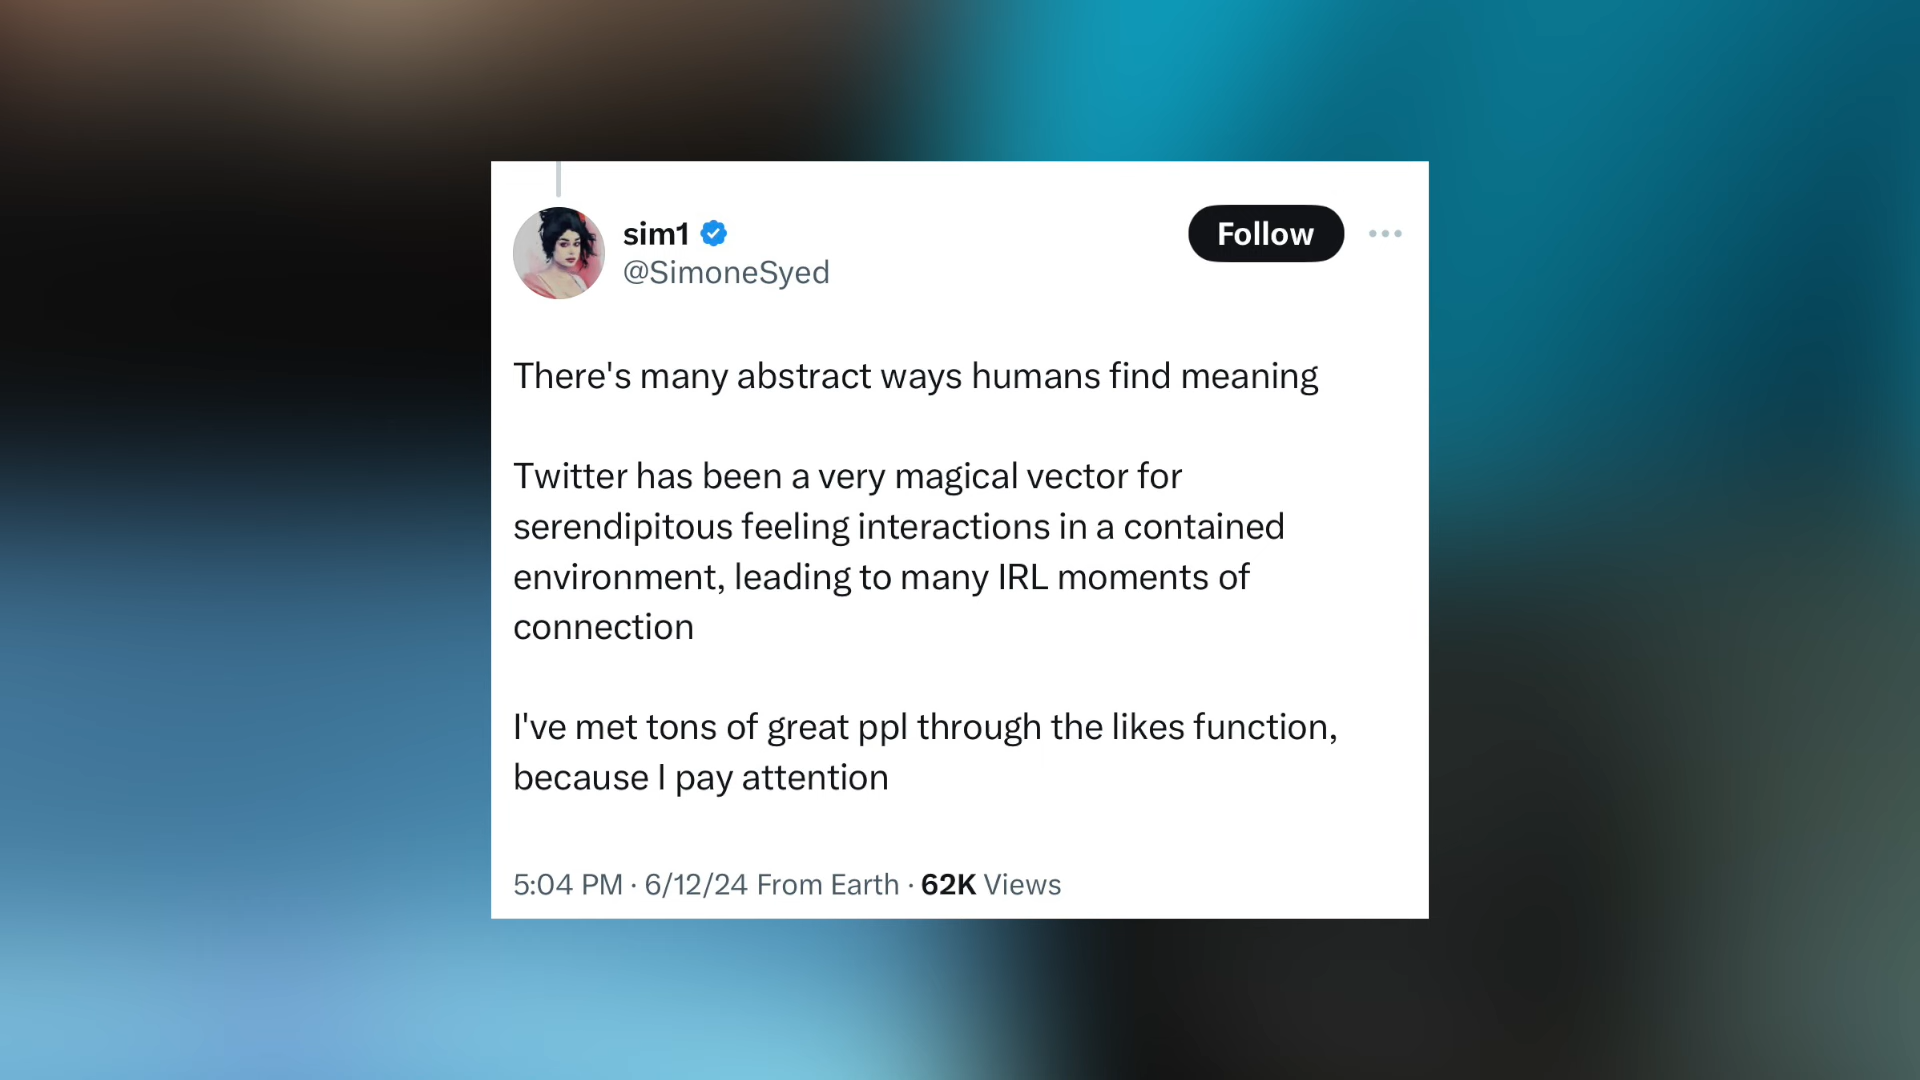 sim1
@SimoneSyed
Follow
There's many abstract ways humans find meaning
Twitter has been a very magical vector for
serendipitous feeling interactions in a contained
environment, leading to many IRL moments of
connection
I've met tons of great ppl through the likes function,
because I pay attention
5:04 PM · 6/12/24 From Earth · 62K Views